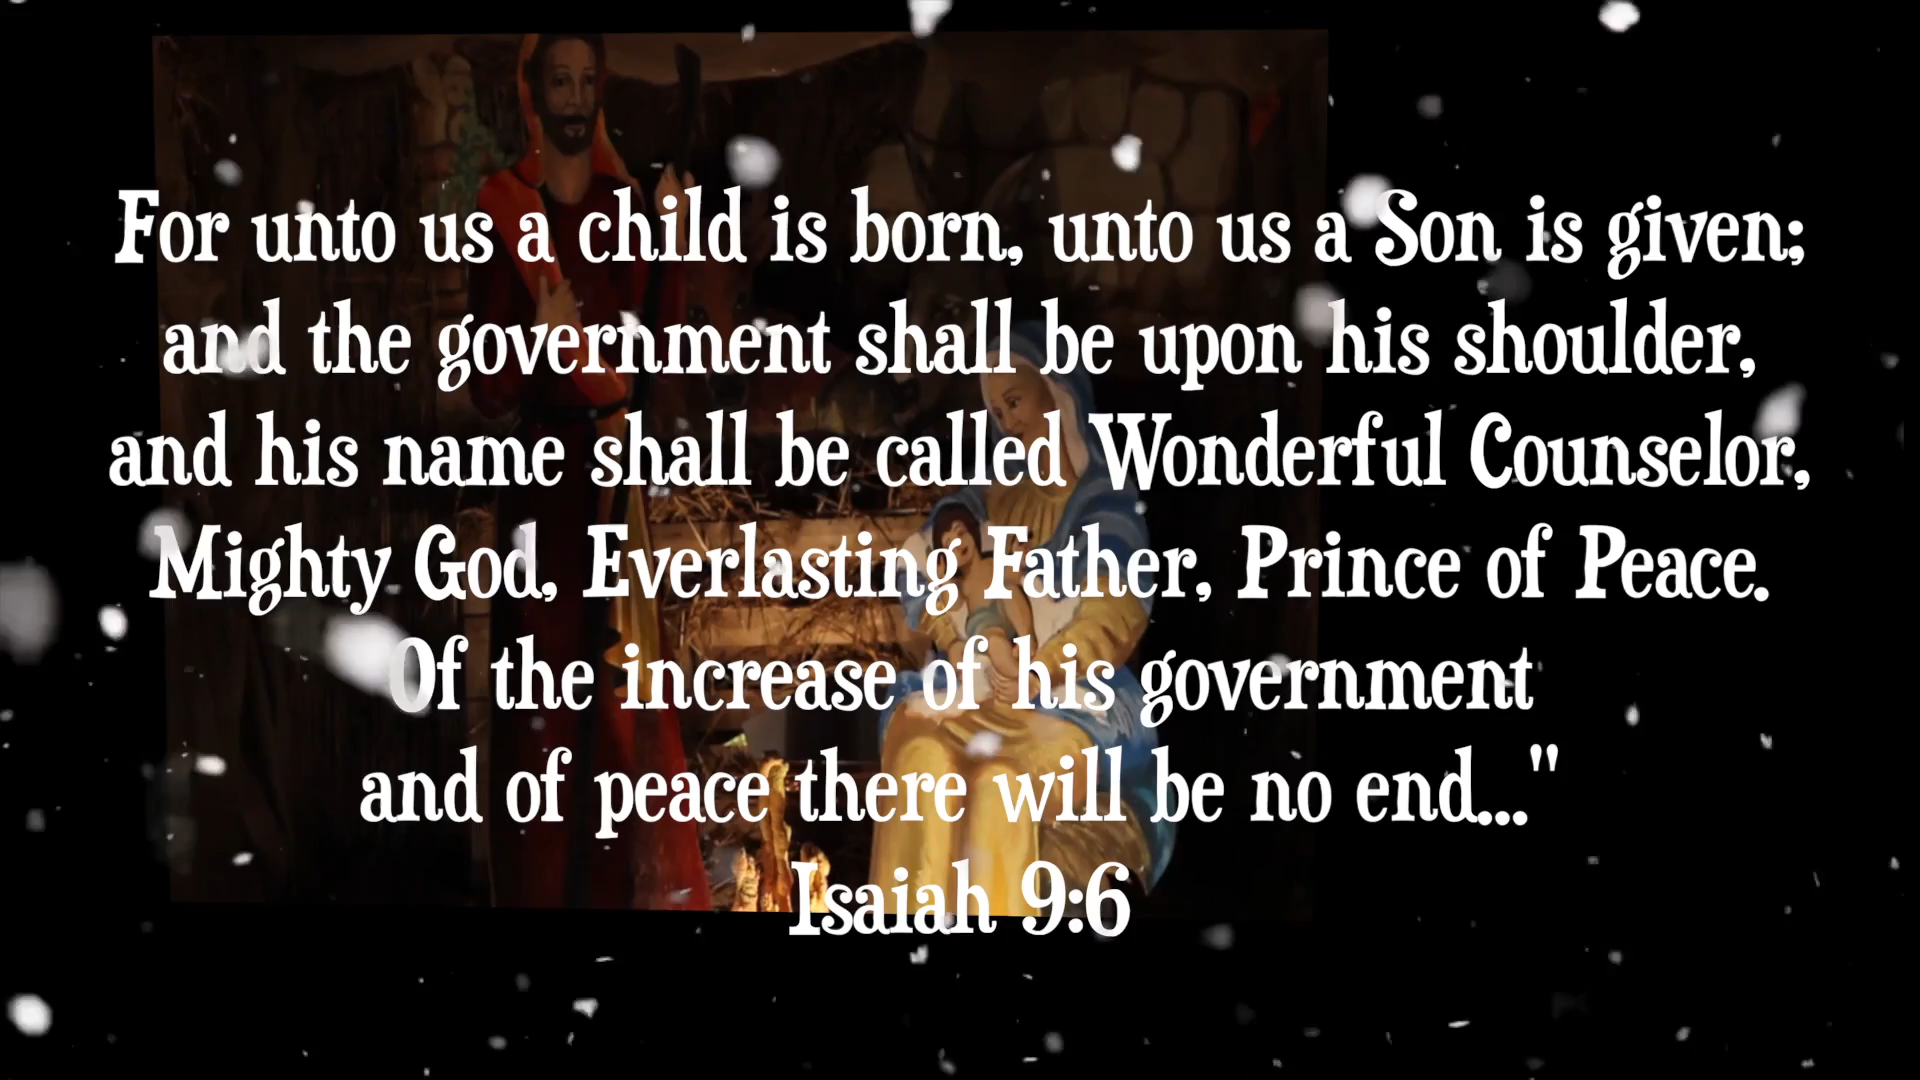 For unto us a child is born, unto us a Son is given;
and the government shall be upon his shoulder,
and his name shall be called Wonderful Counselor,
Mighty God, Everlasting Father, Prince of Peace.
Of the increase of his government
and of peace there will be no end..."
Isaiah 9:6